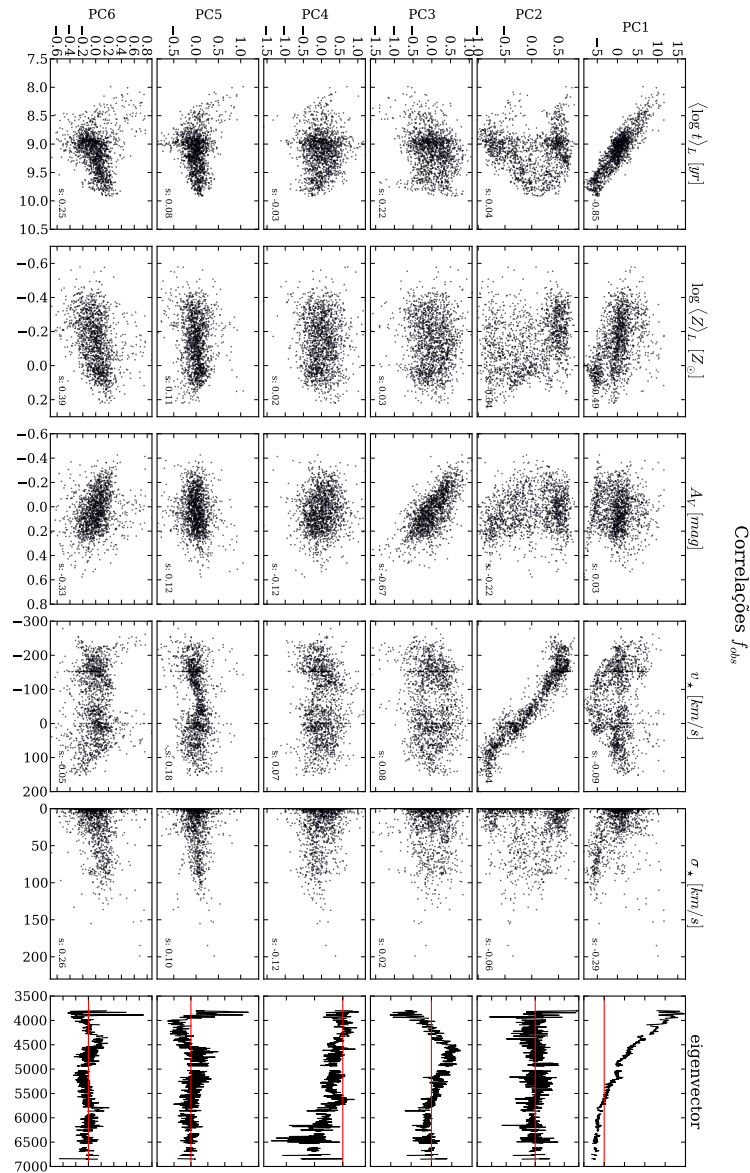 Correlações f_obs
⟨log t⟩_L [yr]
log ⟨Z⟩_L [Z_⊙]
A_V [mag]
v_⋆ [km/s]
σ_⋆ [km/s]
eigenvector
PC1
15
10
5
0
−5
s: -0.85
0.49
s: 0.03
s: -0.09
s: -0.29
PC2
0.5
0.0
−0.5
s: 0.04
0.84
s: -0.22
0.94
s: -0.06
PC3
0.5
0.0
−0.5
−1.0
−1.5
s: 0.22
s: 0.03
s: -0.67
s: 0.08
s: 0.02
PC4
1.0
0.5
0.0
−0.5
−1.0
−1.5
s: -0.03
s: 0.02
s: -0.12
s: 0.07
s: -0.12
PC5
1.0
0.5
0.0
−0.5
s: 0.08
s: 0.11
s: 0.12
s: 0.18
s: 0.10
PC6
0.8
0.6
0.4
0.2
0.0
−0.2
−0.4
−0.6
s: 0.25
s: 0.39
s: -0.33
s: -0.05
s: 0.26
7.5 8.0 8.5 9.0 9.5 10.0 10.5
−0.6 −0.4 −0.2 0.0 0.2
−0.6 −0.4 −0.2 0.0 0.2 0.4 0.6 0.8
−300 −200 −100 0 100 200
0 50 100 150 200
3500 4000 4500 5000 5500 6000 6500 7000